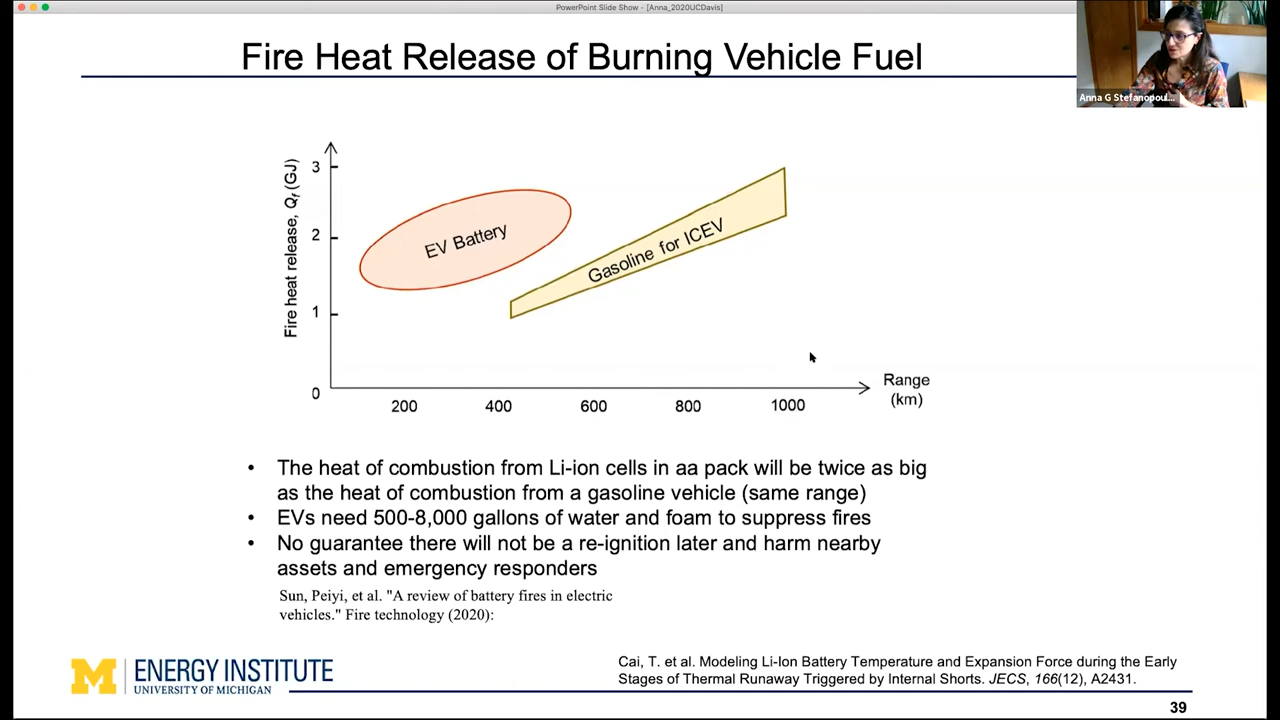 PowerPoint Slide Show - [Anna_2020UCDavis]
Fire Heat Release of Burning Vehicle Fuel
Anna G Stefanopoul...
Fire heat release, Qf (GJ)
3
2
1
0
EV Battery
Gasoline for ICEV
200 400 600 800 1000
Range
(km)
• The heat of combustion from Li-ion cells in aa pack will be twice as big
as the heat of combustion from a gasoline vehicle (same range)
• EVs need 500-8,000 gallons of water and foam to suppress fires
• No guarantee there will not be a re-ignition later and harm nearby
assets and emergency responders
Sun, Peiyi, et al. "A review of battery fires in electric
vehicles." Fire technology (2020):
M ENERGY INSTITUTE
UNIVERSITY OF MICHIGAN
Cai, T. et al. Modeling Li-Ion Battery Temperature and Expansion Force during the Early
Stages of Thermal Runaway Triggered by Internal Shorts. JECS, 166(12), A2431.
39